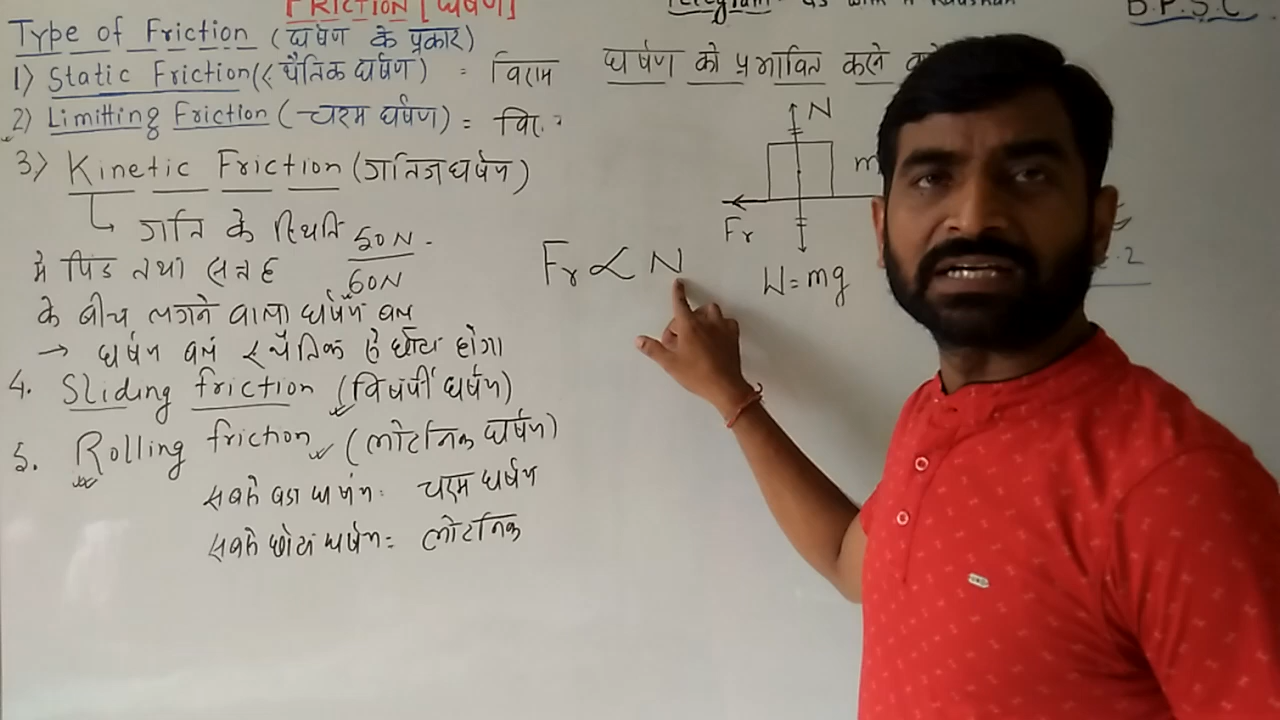 FRICTION [घर्षण]
Type of Friction (घर्षण के प्रकार)
1) Static Friction(स्थैतिक घर्षण) = विराम
2) Limitting Friction (चरम घर्षण) = वि.
3) Kinetic Friction (गतिज घर्षण)
गति के स्थिति
50N
60N
मे पिंड तथा सतह
के बीच लगने वाला घर्षण बल
→ घर्षण बल स्थैतिक से छोटा होगा
4. Sliding friction (विसर्पी घर्षण)
5. Rolling friction (लोटनिक घर्षण)
सबसे बडा घर्षण: चरम घर्षण
सबसे छोटा घर्षण = लोटनिक
Telegram
B.P.S.C
घर्षण को प्रभावित करने
N
m
Fr
W=mg
Fr ∝ N